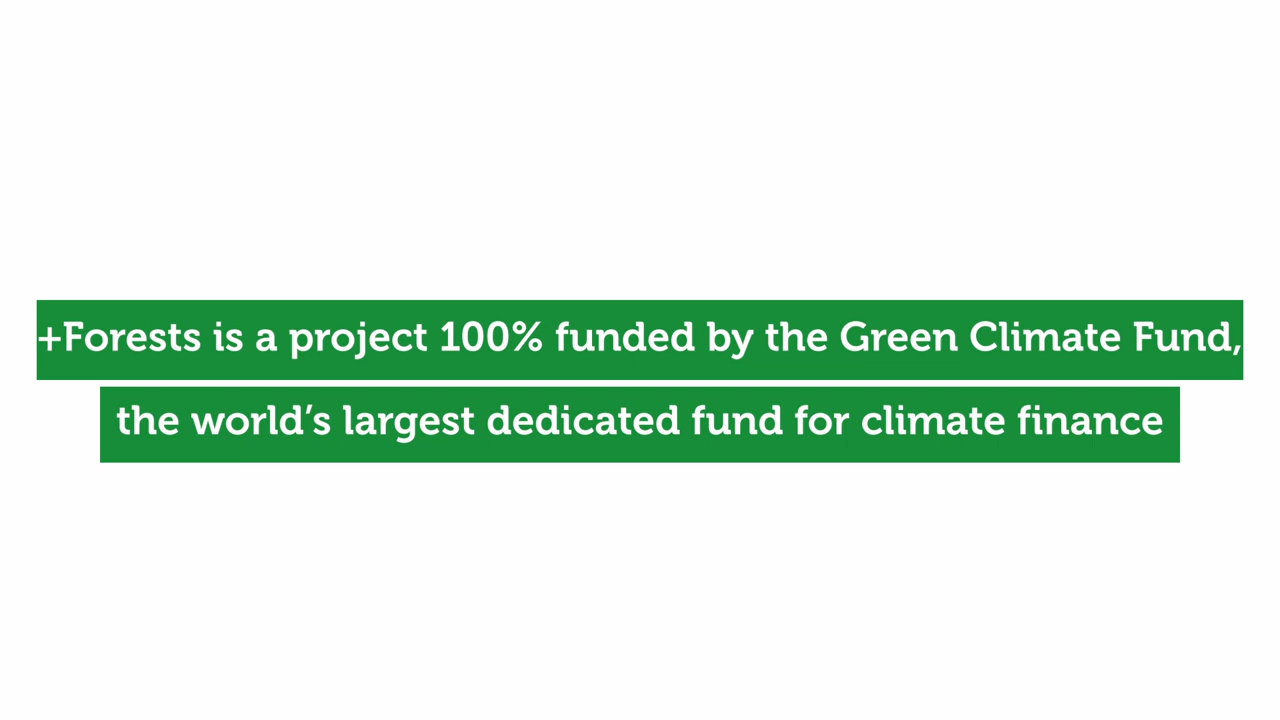 +Forests is a project 100% funded by the Green Climate Fund,
the world’s largest dedicated fund for climate finance